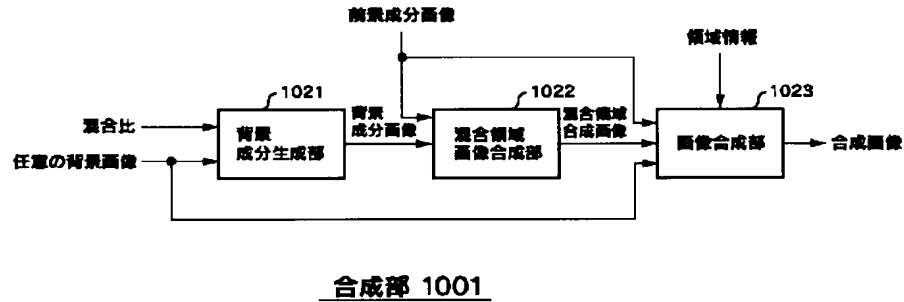 前景成分画像
領域情報
1021
1022
1023
混合比
背景
成分生成部
背景
成分画像
混合領域
画像合成部
混合領域
合成画像
画像合成部
合成画像
任意の背景画像
合成部 1001